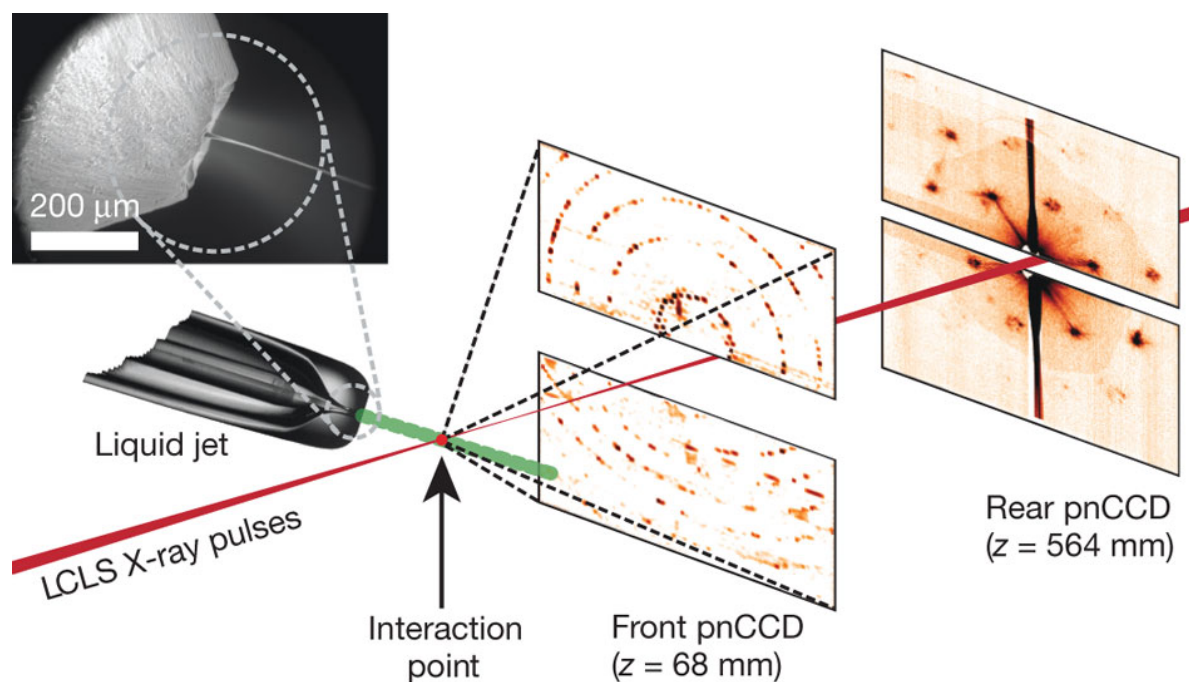 200 μm
Liquid jet
LCLS X-ray pulses
Interaction
point
Front pnCCD
(z = 68 mm)
Rear pnCCD
(z = 564 mm)